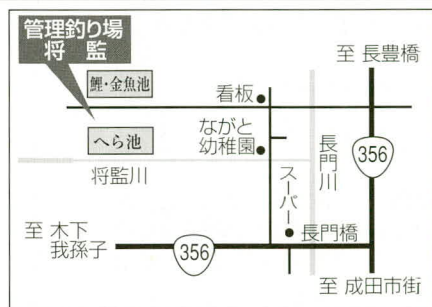 管理釣り場
将 監
鯉・金魚池
へら池
将監川
看板
ながと
幼稚園
スーパー
長門川
至 長豊橋
356
長門橋
至 木下
我孫子
356
至 成田市街